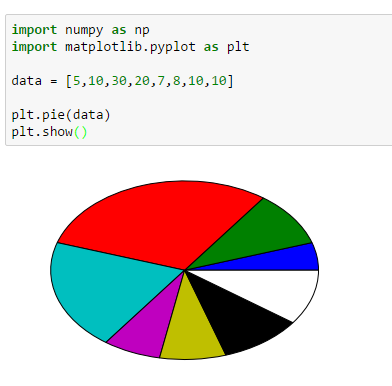 import numpy as np
import matplotlib.pyplot as plt
data = [5,10,30,20,7,8,10,10]
plt.pie(data)
plt.show()